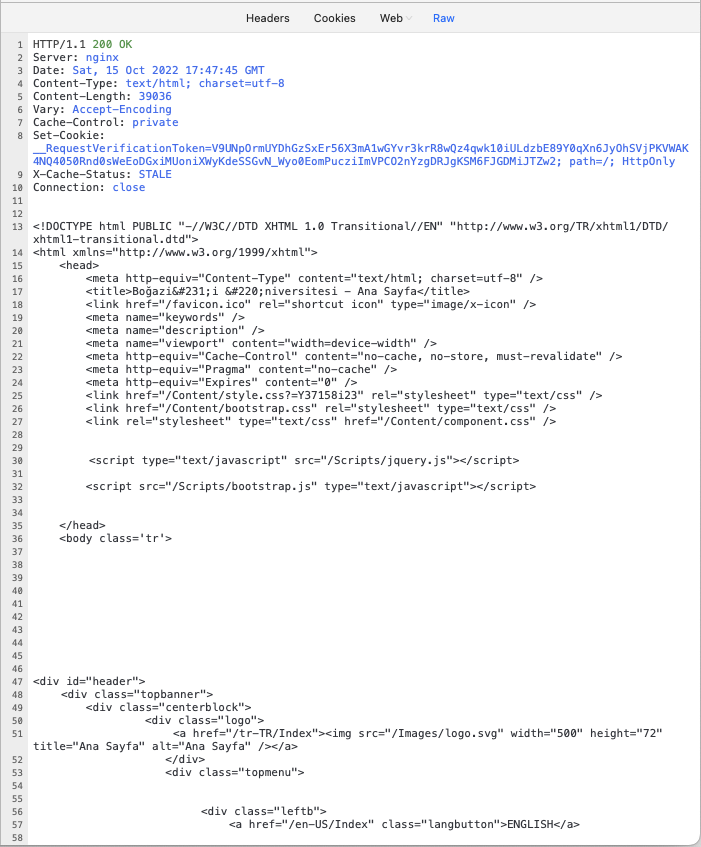 Headers Cookies Web Raw
1 HTTP/1.1 200 OK
2 Server: nginx
3 Date: Sat, 15 Oct 2022 17:47:45 GMT
4 Content-Type: text/html; charset=utf-8
5 Content-Length: 39036
6 Vary: Accept-Encoding
7 Cache-Control: private
8 Set-Cookie:
__RequestVerificationToken=V9UNpOrmUYDhGzSxEr56X3mA1wGYvr3krR8wQz4qwk10iULdzbE89Y0qXn6JyOhSVjPKVWAK
4NQ4050Rnd0sWeEoDGxiMUoniXWyKdeSSGvN_Wyo0EomPucziImVPCO2nYzgDRJgKSM6FJGDMiJTZw2; path=/; HttpOnly
9 X-Cache-Status: STALE
10 Connection: close
11
12
13 <!DOCTYPE html PUBLIC "-//W3C//DTD XHTML 1.0 Transitional//EN" "http://www.w3.org/TR/xhtml1/DTD/
xhtml1-transitional.dtd">
14 <html xmlns="http://www.w3.org/1999/xhtml">
15 <head>
16 <meta http-equiv="Content-Type" content="text/html; charset=utf-8" />
17 <title>Boğazi&#231;i &#220;niversitesi - Ana Sayfa</title>
18 <link href="/favicon.ico" rel="shortcut icon" type="image/x-icon" />
19 <meta name="keywords" />
20 <meta name="description" />
21 <meta name="viewport" content="width=device-width" />
22 <meta http-equiv="Cache-Control" content="no-cache, no-store, must-revalidate" />
23 <meta http-equiv="Pragma" content="no-cache" />
24 <meta http-equiv="Expires" content="0" />
25 <link href="/Content/style.css?=Y37158i23" rel="stylesheet" type="text/css" />
26 <link href="/Content/bootstrap.css" rel="stylesheet" type="text/css" />
27 <link rel="stylesheet" type="text/css" href="/Content/component.css" />
28
29
30 <script type="text/javascript" src="/Scripts/jquery.js"></script>
31
32 <script src="/Scripts/bootstrap.js" type="text/javascript"></script>
33
34
35 </head>
36 <body class='tr'>
37
38
39
40
41
42
43
44
45
46
47 <div id="header">
48 <div class="topbanner">
49 <div class="centerblock">
50 <div class="logo">
51 <a href="/tr-TR/Index"><img src="/Images/logo.svg" width="500" height="72"
title="Ana Sayfa" alt="Ana Sayfa" /></a>
52 </div>
53 <div class="topmenu">
54
55
56 <div class="leftb">
57 <a href="/en-US/Index" class="langbutton">ENGLISH</a>
58